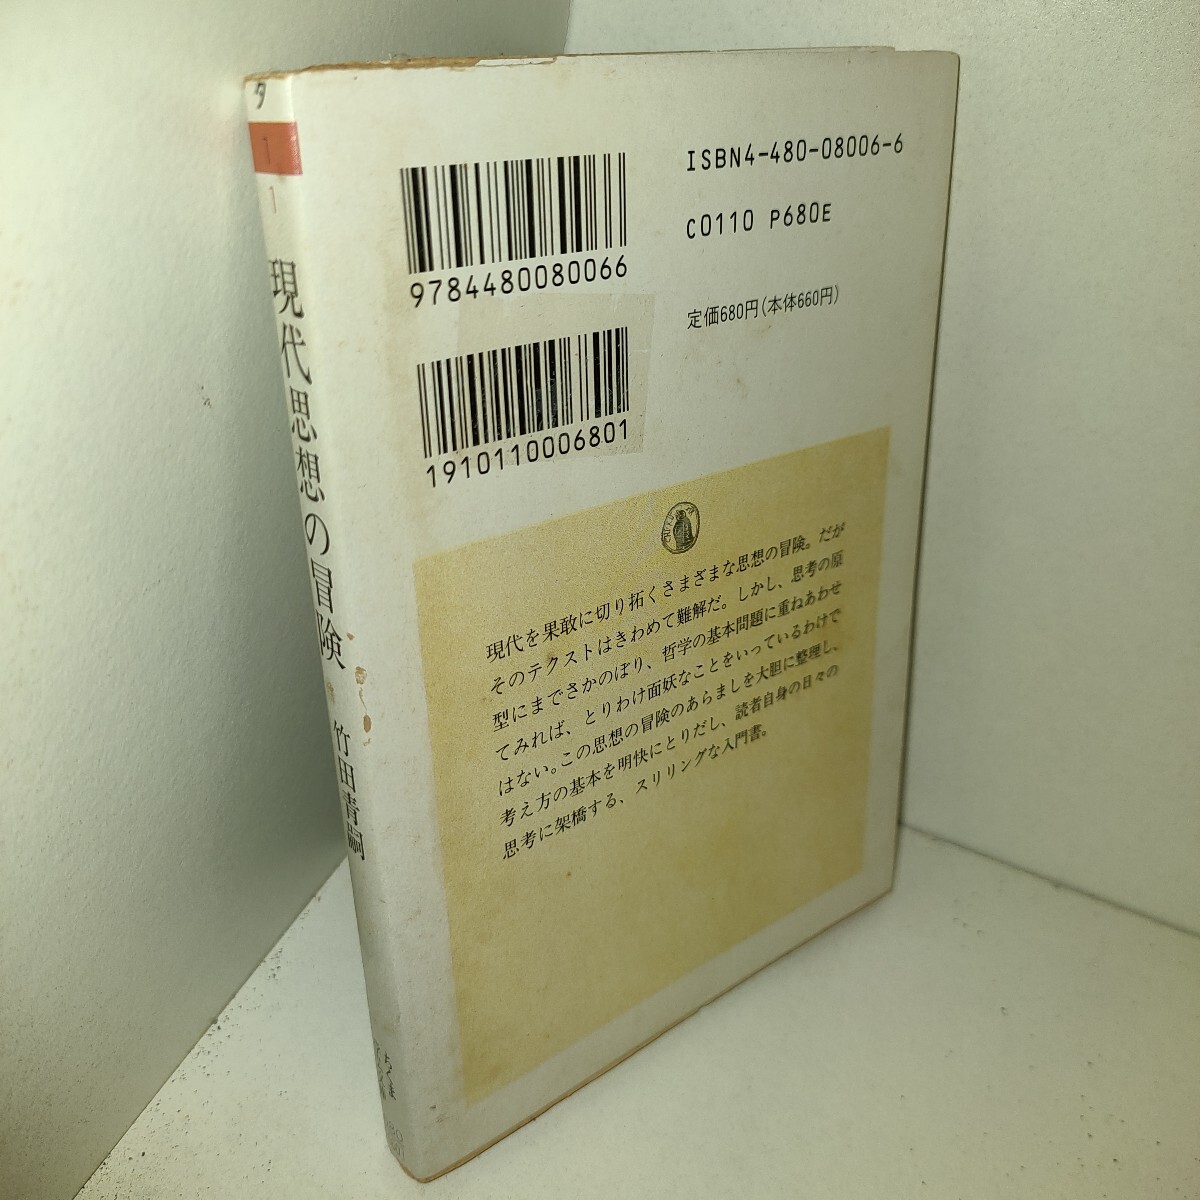 タ
1
1
現代思想の冒険
竹田青嗣
ちくま
9784480080066
1910110006801
ISBN4-480-08006-6
C0110 P680E
定価680円(本体660円)
現代を果敢に切り拓くさまざまな思想の冒険。だが
そのテクストはきわめて難解だ。しかし、思考の原
型にまでさかのぼり、哲学の基本問題に重ねあわせ
てみれば、とりわけ面妖なことをいっているわけで
はない。この思想の冒険のあらましを大胆に整理し、
考え方の基本を明快にとりだし、読者自身の日々の
思考に架橋する、スリリングな入門書。